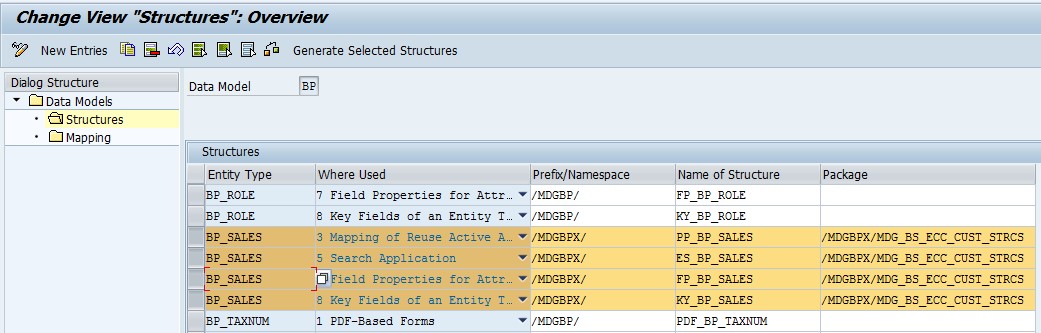 Change View "Structures": Overview
New Entries Generate Selected Structures
Dialog Structure
Data Models
Structures
Mapping
Data Model BP
Structures
Entity Type Where Used Prefix/Namespace Name of Structure Package
BP_ROLE 7 Field Properties for Attr… /MDGBP/ FP_BP_ROLE
BP_ROLE 8 Key Fields of an Entity T… /MDGBP/ KY_BP_ROLE
BP_SALES 3 Mapping of Reuse Active A… /MDGBPX/ PP_BP_SALES /MDGBPX/MDG_BS_ECC_CUST_STRCS
BP_SALES 5 Search Application /MDGBPX/ ES_BP_SALES /MDGBPX/MDG_BS_ECC_CUST_STRCS
BP_SALES Field Properties for Attr… /MDGBPX/ FP_BP_SALES /MDGBPX/MDG_BS_ECC_CUST_STRCS
BP_SALES 8 Key Fields of an Entity T… /MDGBPX/ KY_BP_SALES /MDGBPX/MDG_BS_ECC_CUST_STRCS
BP_TAXNUM 1 PDF-Based Forms /MDGBP/ PDF_BP_TAXNUM